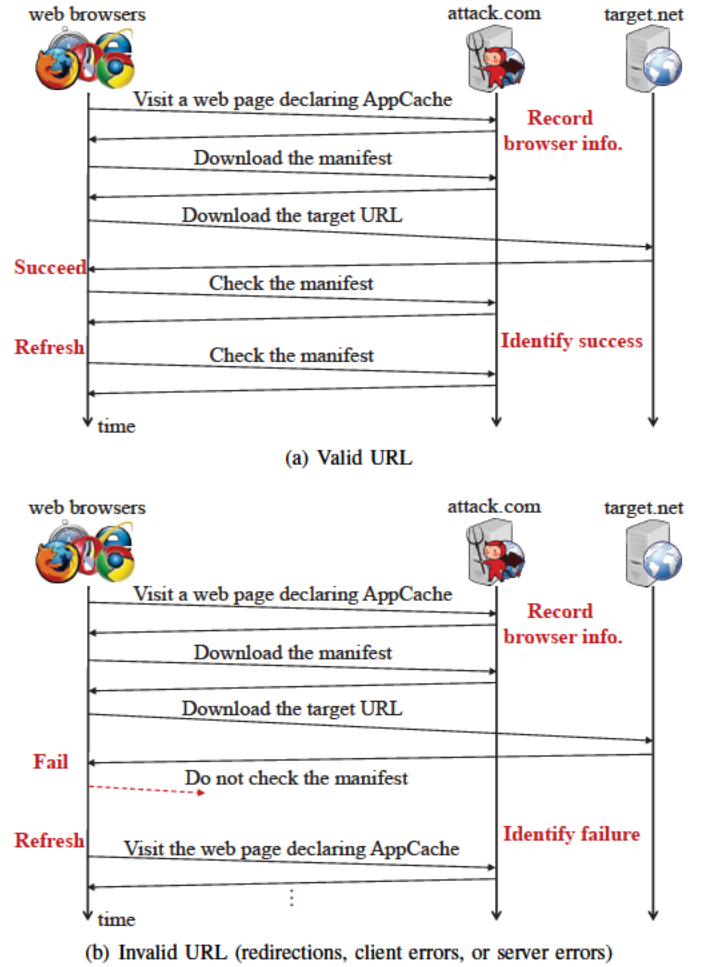 web browsers
attack.com
target.net
Visit a web page declaring AppCache
Record
browser info.
Download the manifest
Download the target URL
Succeed
Check the manifest
Refresh
Identify success
Check the manifest
time
(a) Valid URL
web browsers
attack.com
target.net
Visit a web page declaring AppCache
Record
browser info.
Download the manifest
Download the target URL
Fail
Do not check the manifest
Identify failure
Refresh
Visit the web page declaring AppCache
⋮
time
(b) Invalid URL (redirections, client errors, or server errors)